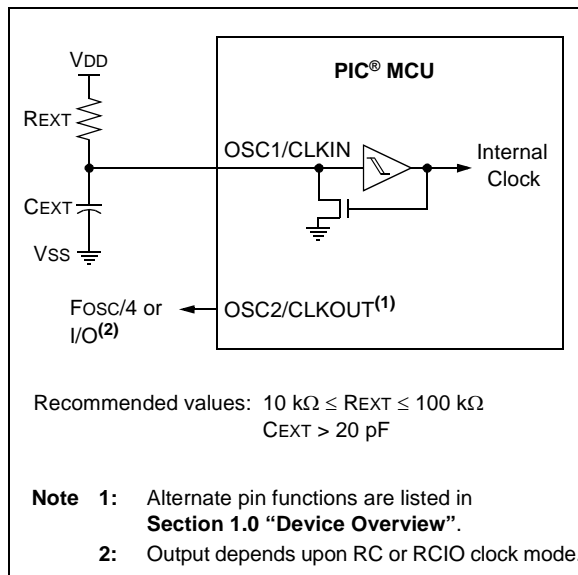 VDD
PIC® MCU
REXT
OSC1/CLKIN
Internal
Clock
CEXT
VSS
FOSC/4 or
I/O(2)
OSC2/CLKOUT(1)
Recommended values: 10 kΩ ≤ REXT ≤ 100 kΩ
CEXT > 20 pF
Note 1: Alternate pin functions are listed in
Section 1.0 “Device Overview”.
2: Output depends upon RC or RCIO clock mode.